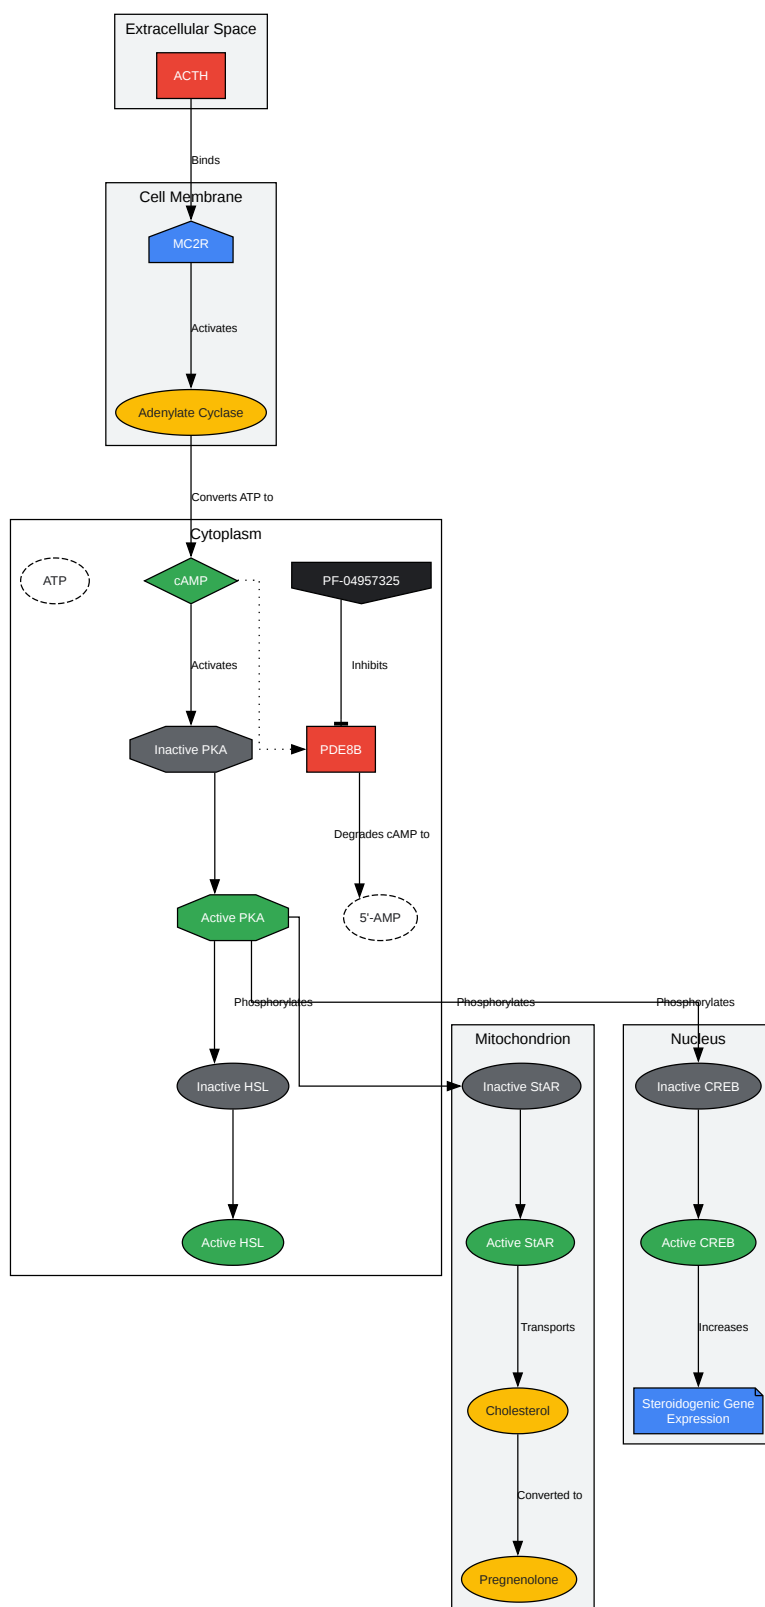 Extracellular Space
ACTH
Binds
Cell Membrane
MC2R
Activates
Adenylate Cyclase
Converts ATP to
Cytoplasm
ATP
cAMP
PF-04957325
Activates
Inhibits
Inactive PKA
PDE8B
Degrades cAMP to
Active PKA
5'-AMP
Phosphorylates
Phosphorylates
Phosphorylates
Mitochondrion
Nucleus
Inactive HSL
Inactive StAR
Inactive CREB
Active HSL
Active StAR
Active CREB
Transports
Increases
Cholesterol
Steroidogenic Gene
Expression
Converted to
Pregnenolone